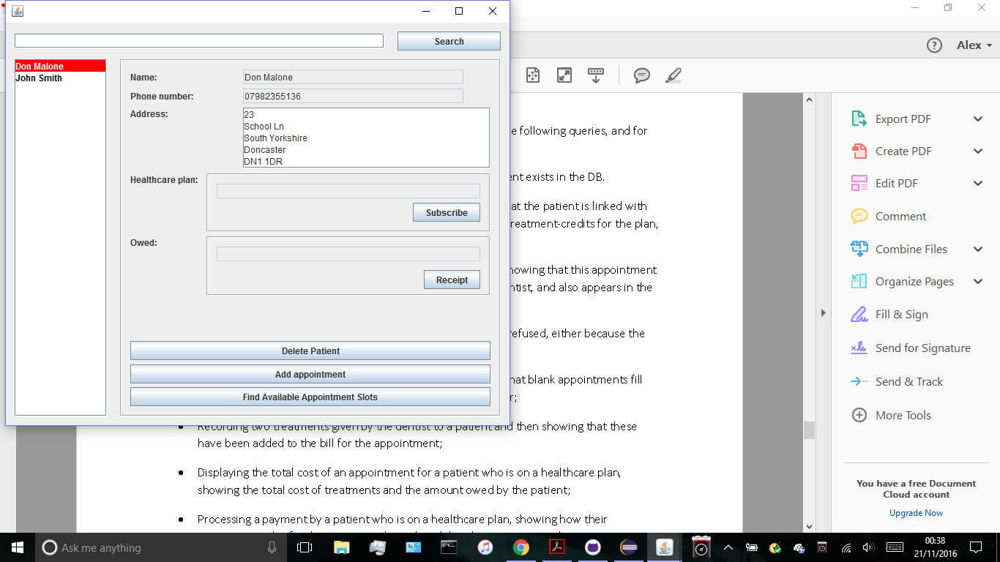 Search
Don Malone
John Smith
Name:
Don Malone
Phone number:
07982355136
Address:
23
School Ln
South Yorkshire
Doncaster
DN1 1DR
Healthcare plan:
Subscribe
Owed:
Receipt
Delete Patient
Add appointment
Find Available Appointment Slots
Alex
e following queries, and for
ent exists in the DB.
at the patient is linked with
reatment-credits for the plan,
howing that this appointment
ntist, and also appears in the
refused, either because the
hat blank appointments fill
r;
• Recording two treatments given by the dentist to a patient and then showing that these
have been added to the bill for the appointment;
• Displaying the total cost of an appointment for a patient who is on a healthcare plan,
showing the total cost of treatments and the amount owed by the patient;
• Processing a payment by a patient who is on a healthcare plan, showing how their
Export PDF
Create PDF
Edit PDF
Comment
Combine Files
Organize Pages
Fill & Sign
Send for Signature
Send & Track
More Tools
You have a free Document
Cloud account
Upgrade Now
Ask me anything
00:38
21/11/2016